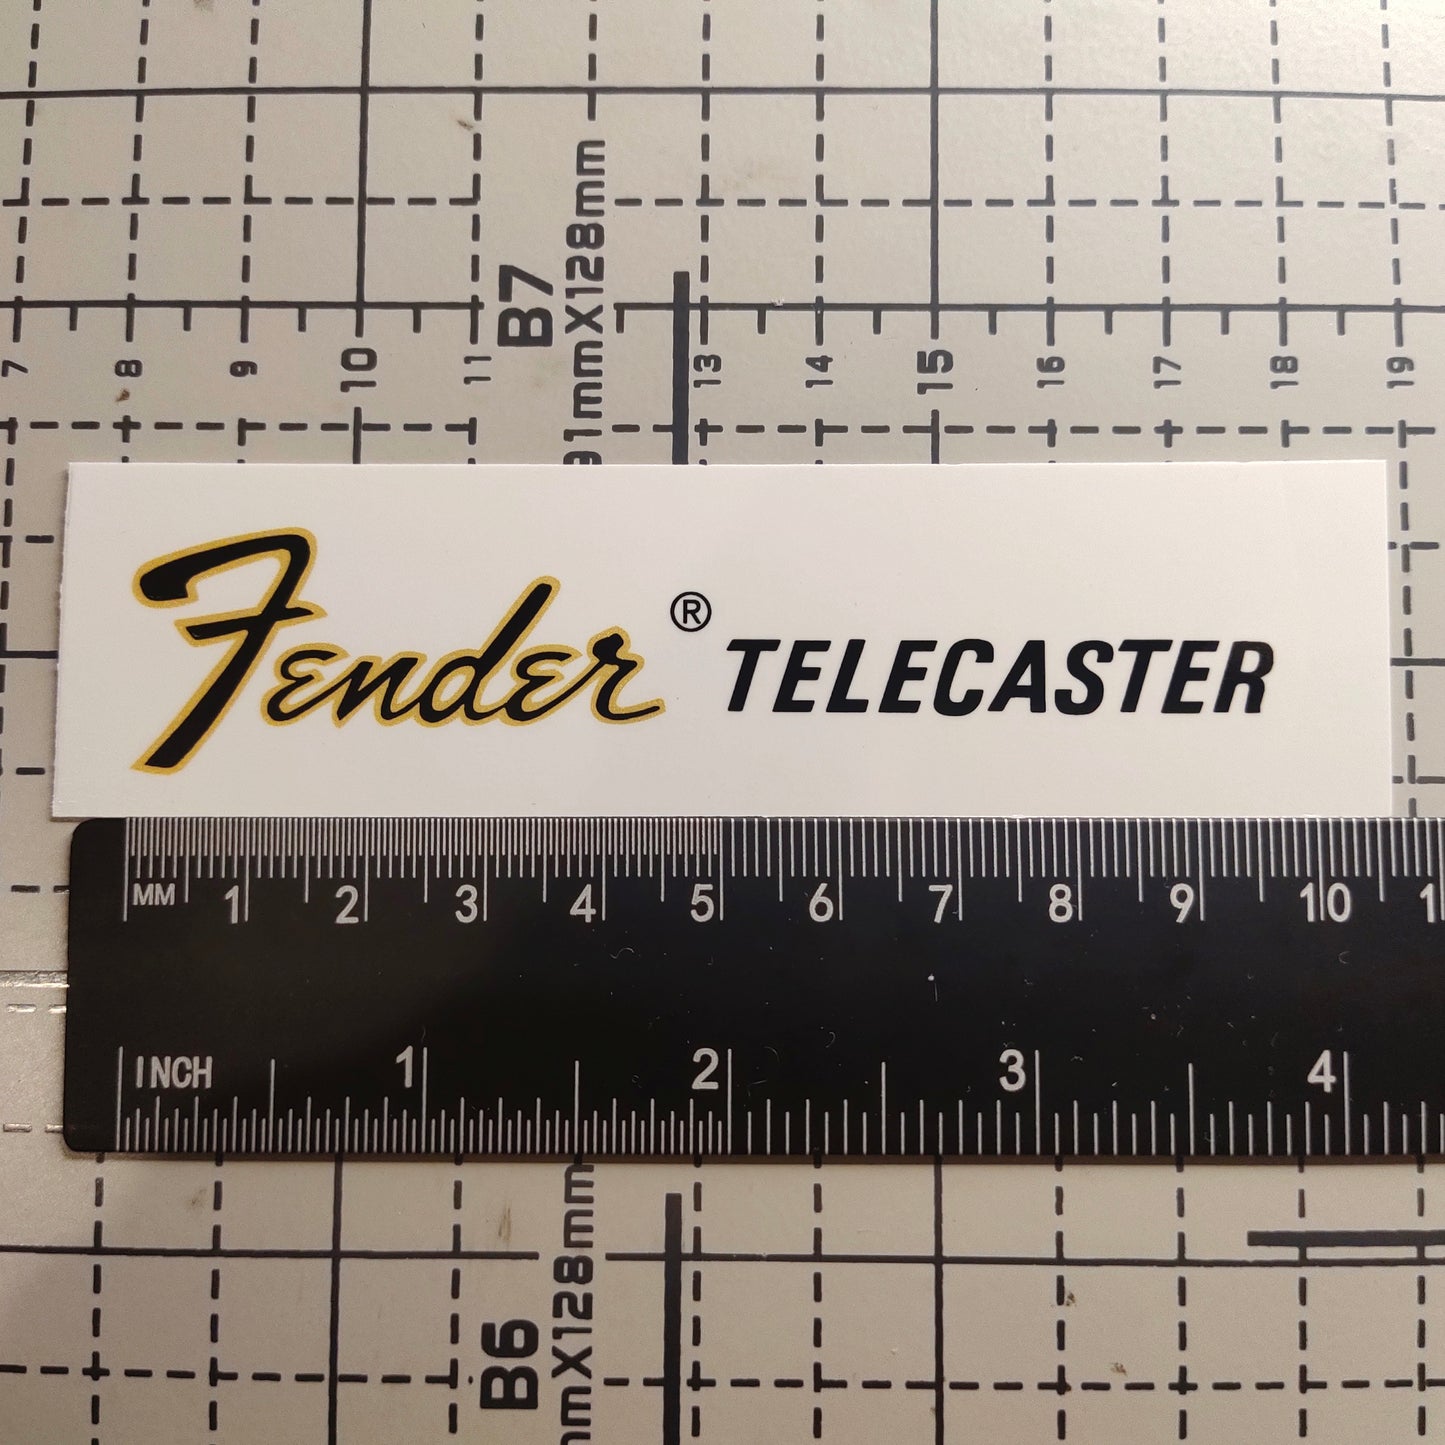 B7
91mmX128mm
7 8 9 10 11 13 14 15 16 17 18 19
Fender® TELECASTER
MM 1 2 3 4 5 6 7 8 9 10
INCH 1 2 3 4
B6
mX128mm